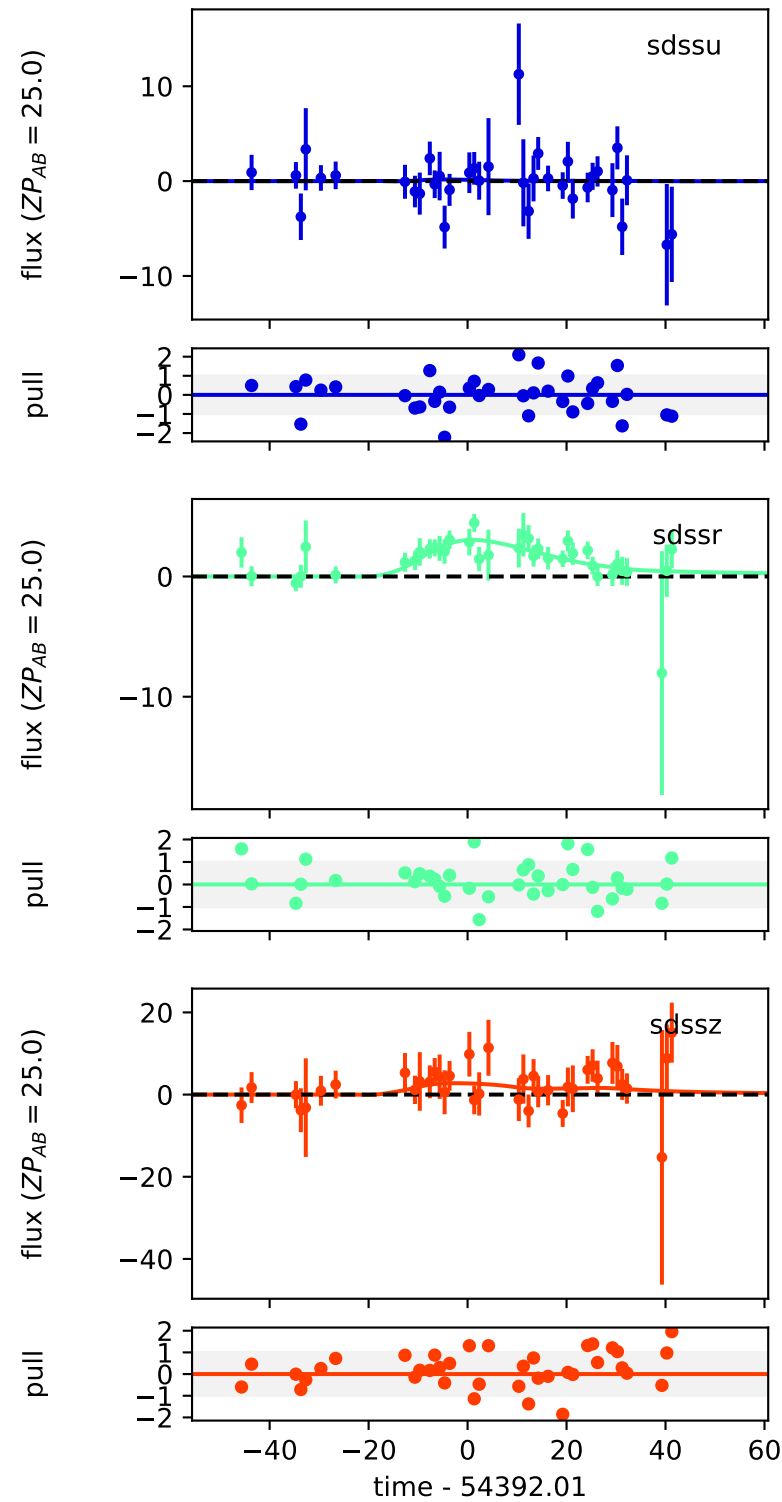 sdssu
flux (ZP_AB = 25.0)
10
0
−10
pull
2
1
0
−1
−2
sdssr
flux (ZP_AB = 25.0)
0
−10
pull
2
1
0
−1
−2
sdssz
flux (ZP_AB = 25.0)
20
0
−20
−40
pull
2
1
0
−1
−2
−40 −20 0 20 40 60
time - 54392.01